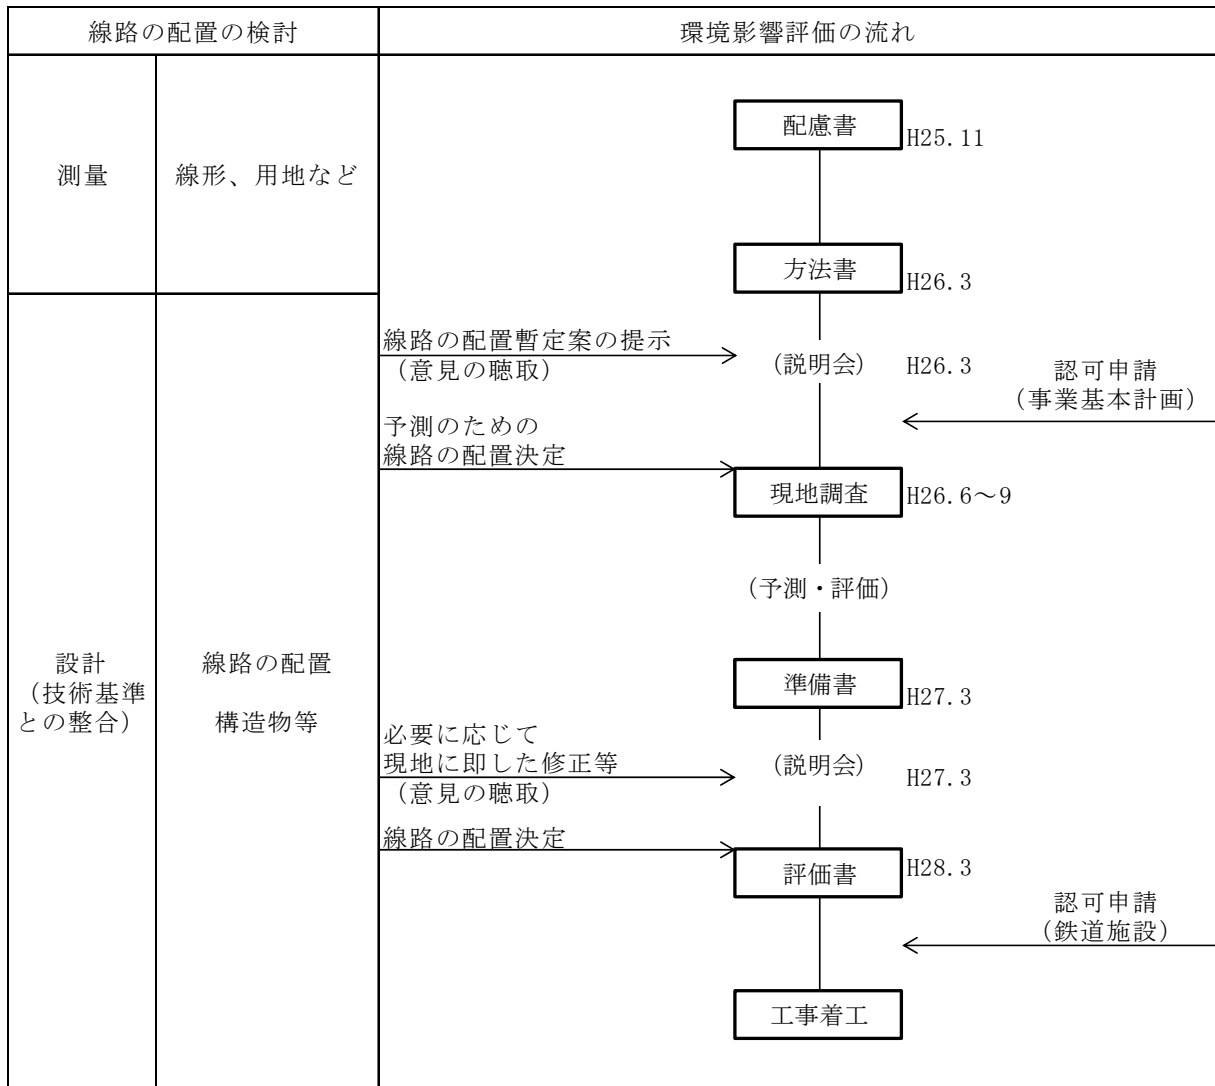 線路の配置の検討
環境影響評価の流れ
測量
線形、用地など
配慮書
H25.11
方法書
H26.3
線路の配置暫定案の提示
（意見の聴取）
(説明会)
H26.3
認可申請
（事業基本計画）
予測のための
線路の配置決定
現地調査
H26.6～9
（予測・評価）
設計
（技術基準
との整合）
線路の配置
構造物等
準備書
H27.3
必要に応じて
現地に即した修正等
（意見の聴取）
(説明会)
H27.3
線路の配置決定
評価書
H28.3
認可申請
（鉄道施設）
工事着工